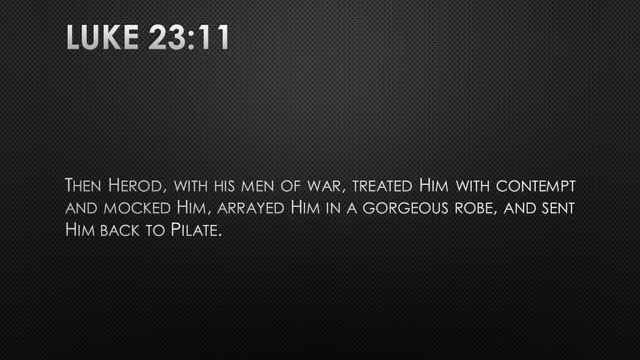 LUKE 23:11
Then Herod, with his men of war, treated Him with contempt
and mocked Him, arrayed Him in a gorgeous robe, and sent
Him back to Pilate.